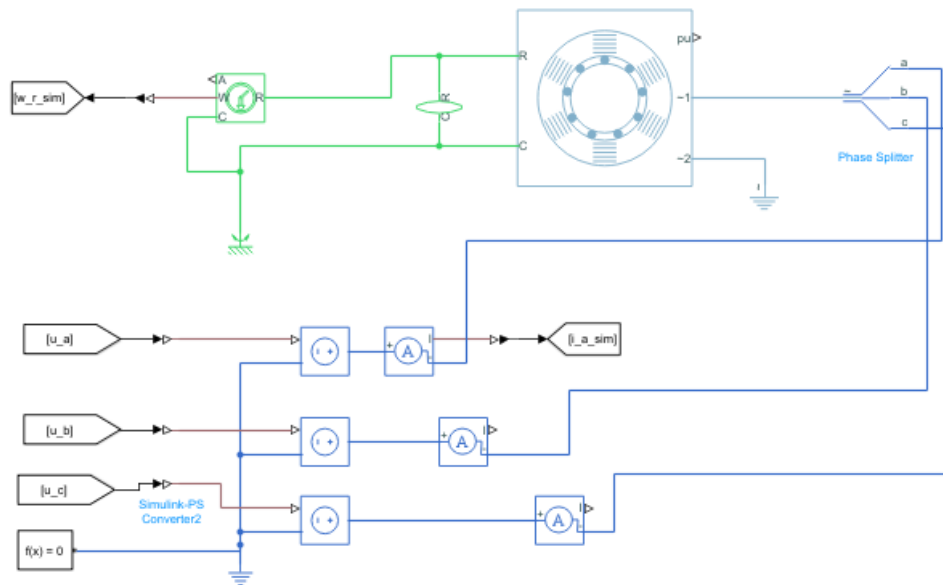 pu
a
R
A
[w_r_sim]
W
R
~1
~
b
C
C R
c
C
~2
Phase Splitter
[u_a]
+
A
I
-
[i_a_sim]
[u_b]
+
A
I
-
[u_c]
Simulink-PS
Converter2
+
A
I
-
f(x) = 0